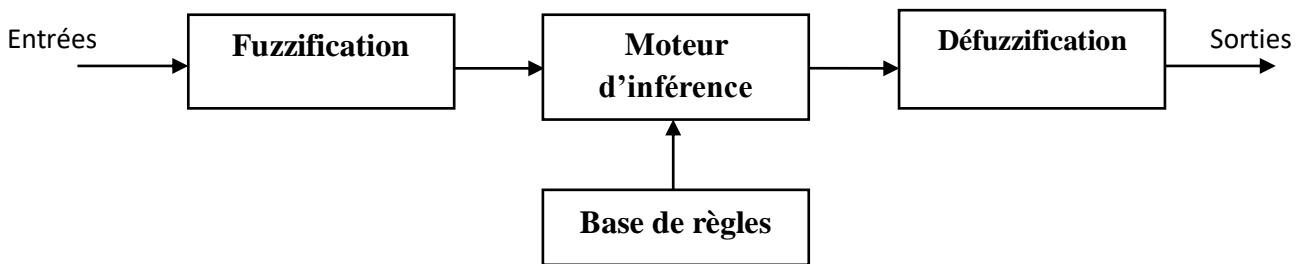 Entrées
Fuzzification
Moteur
d’inférence
Défuzzification
Sorties
Base de règles